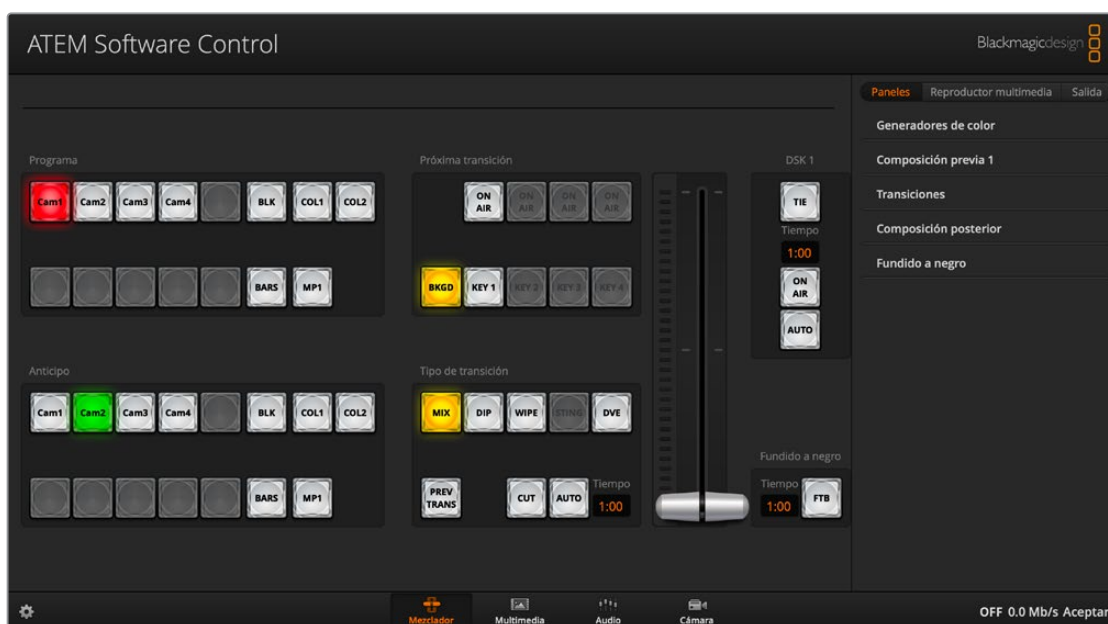 ATEM Software Control
Blackmagicdesign
Paneles Reproductor multimedia Salida
Generadores de color
Composición previa 1
Transiciones
Composición posterior
Fundido a negro
Programa
Cam1 Cam2 Cam3 Cam4 BLK COL1 COL2
BARS MP1
Próxima transición
ON AIR ON AIR ON AIR ON AIR
BKGD KEY 1 KEY 2 KEY 3 KEY 4
DSK 1
TIE
Tiempo
1:00
ON AIR
AUTO
Anticipo
Cam1 Cam2 Cam3 Cam4 BLK COL1 COL2
BARS MP1
Tipo de transición
MIX DIP WIPE STING DVE
PREV TRANS CUT AUTO
Tiempo
1:00
Fundido a negro
Tiempo
1:00
FTB
Mezclador Multimedia Audio Cámara
OFF 0.0 Mb/s Aceptar